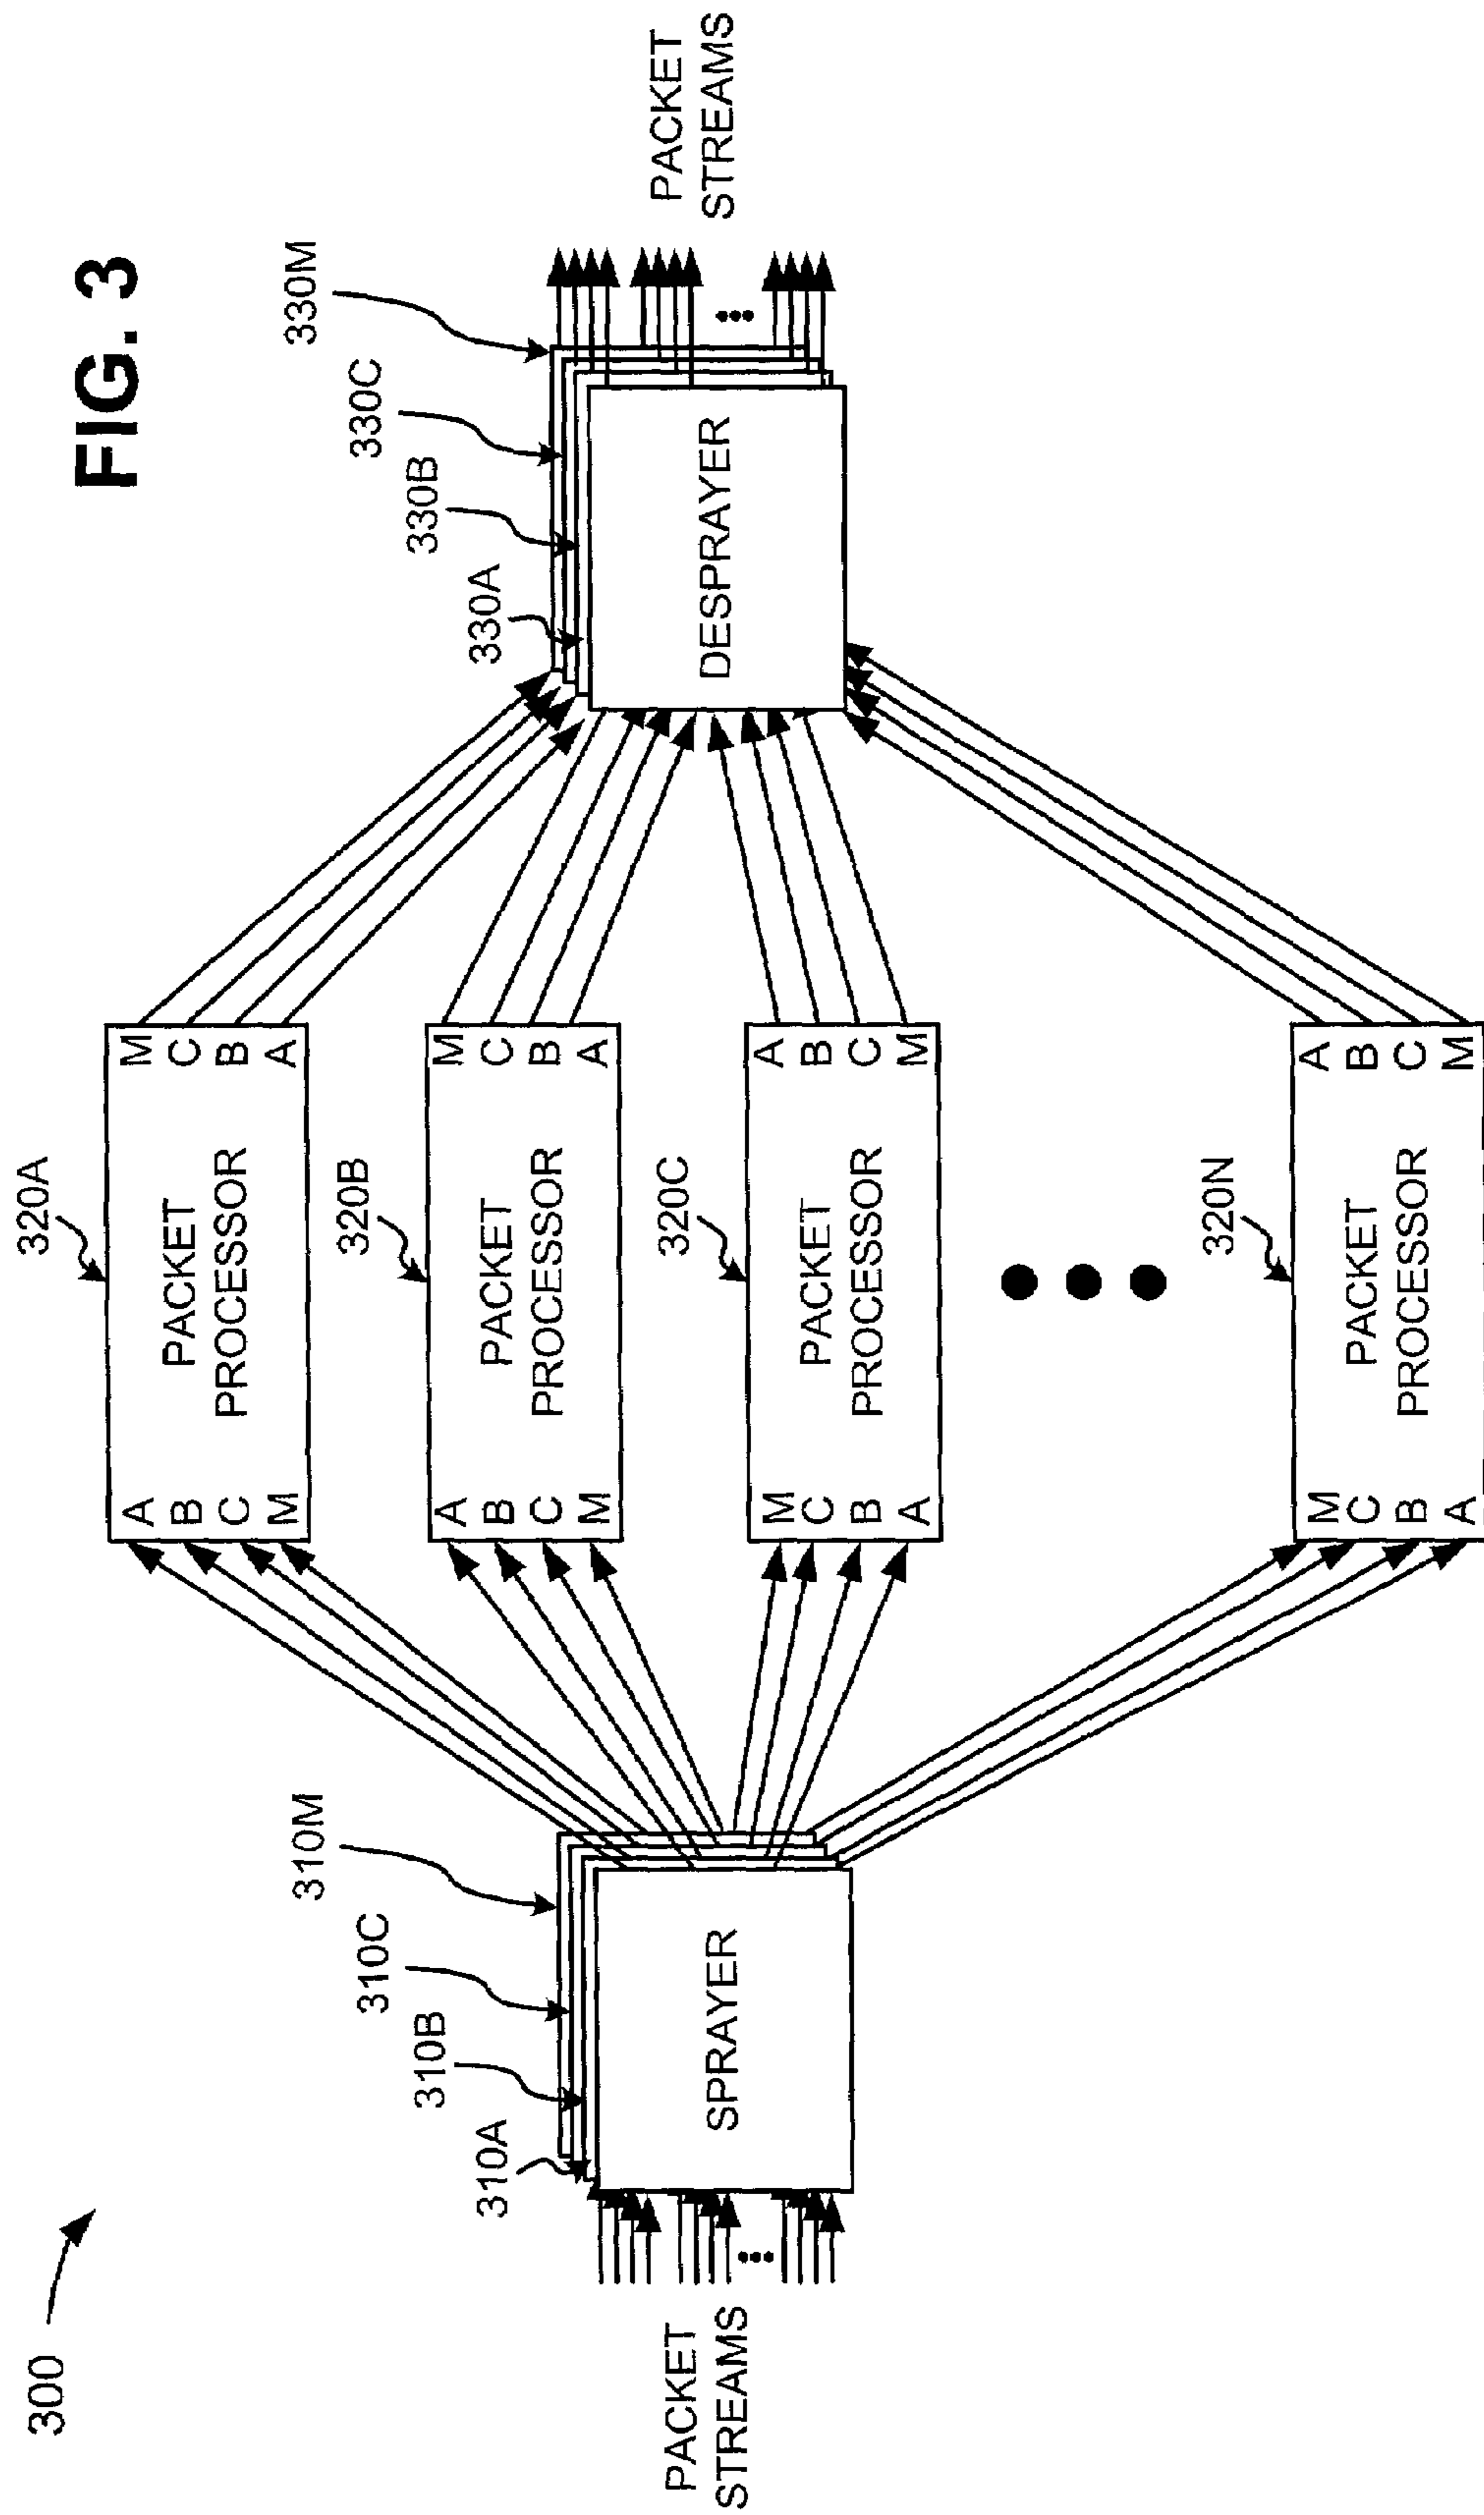 300
FIG. 3
PACKET
STREAMS
310A
310B
310C
310M
SPRAYER
320A
A
B
C
M
PACKET
PROCESSOR
M
C
B
A
320B
A
B
C
M
PACKET
PROCESSOR
M
C
B
A
320C
M
C
B
A
PACKET
PROCESSOR
A
B
C
M
320N
M
C
B
A
PACKET
PROCESSOR
A
B
C
M
330A
330B
330C
330M
DESPRAYER
PACKET
STREAMS